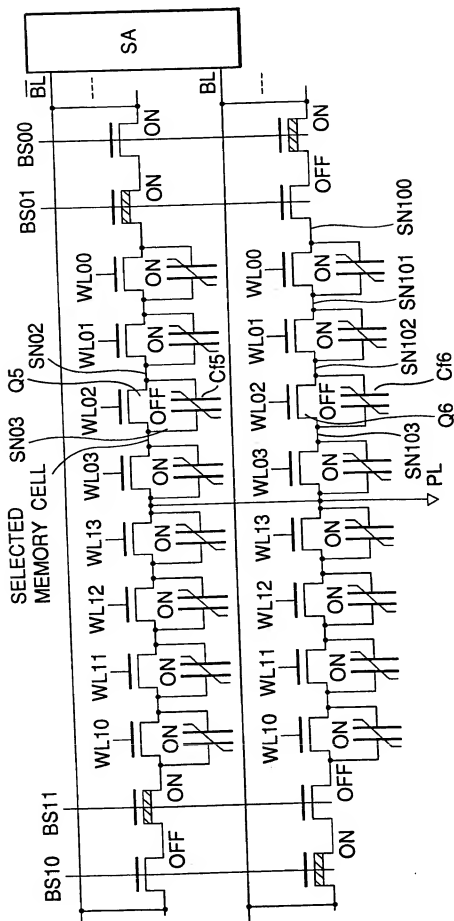 SELECTED
MEMORY CELL
SN03
Q5
SN02
BS10
BS11
WL10
WL11
WL12
WL13
WL03
WL02
WL01
WL00
BS01
BS00
B̅L̅
SA
OFF
ON
ON
ON
ON
ON
ON
OFF
ON
ON
ON
ON
Cf5
BL
WL10
WL11
WL12
WL13
WL03
WL02
WL01
WL00
ON
OFF
ON
ON
ON
ON
ON
OFF
ON
ON
OFF
ON
SN103
Q6
Cf6
SN102
SN101
SN100
PL